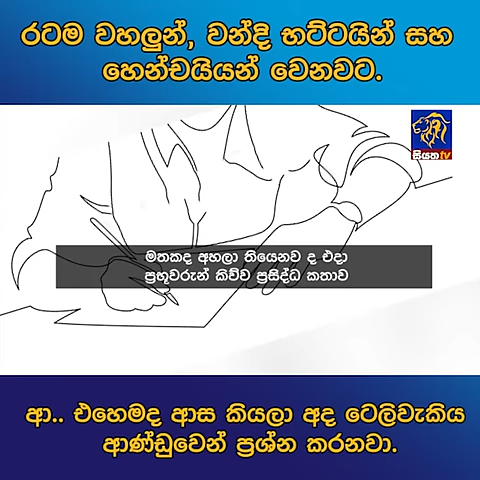 රටම වහලුන්, වන්දි භට්ටයින් සහ
හෙන්චයියන් වෙනවට.
සියත tv
මතකද අහලා තියෙනව ද එදා
ප්‍රභූවරුන් කිව්ව ප්‍රසිද්ධ කතාව
ආ.. එහෙමද ආස කියලා අද ටෙලිවැකිය
ආණ්ඩුවෙන් ප්‍රශ්න කරනවා.